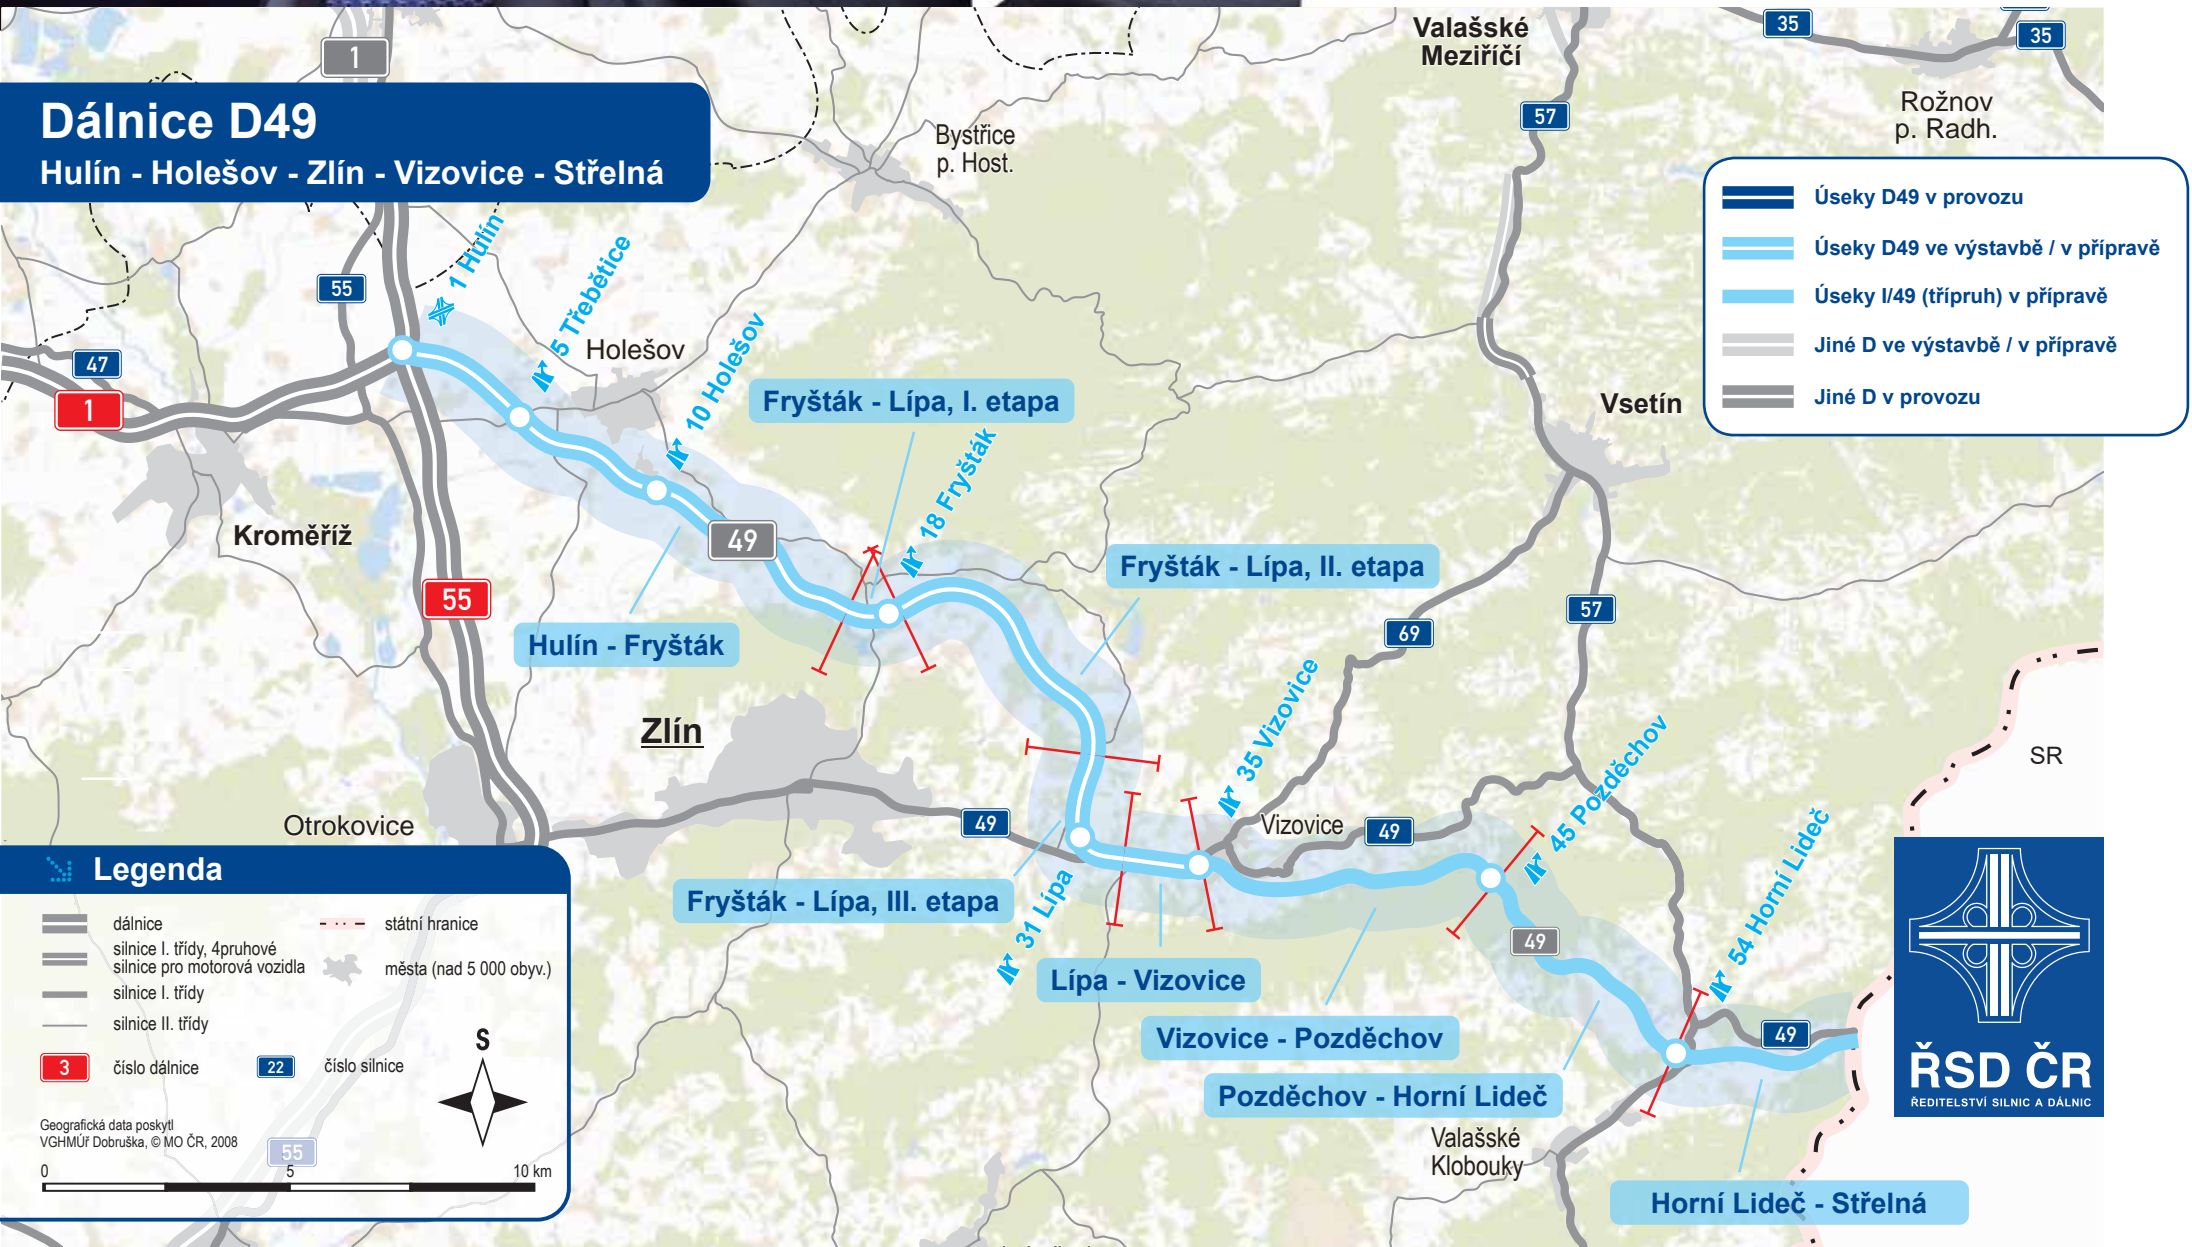 Dálnice D49
Hulín - Holešov - Zlín - Vizovice - Střelná
1
Valašské
Meziříčí
35
35
57
Rožnov
p. Radh.
Bystřice
p. Host.
Úseky D49 v provozu
Úseky D49 ve výstavbě / v přípravě
Úseky I/49 (třípruh) v přípravě
Jiné D ve výstavbě / v přípravě
Jiné D v provozu
55
1 Hulín
5 Třebětice
Holešov
10 Holešov
47
1
Fryšták - Lípa, I. etapa
18 Fryšták
Vsetín
Kroměříž
49
55
Fryšták - Lípa, II. etapa
57
69
Hulín - Fryšták
Zlín
35 Vizovice
45 Pozděchov
SR
Otrokovice
49
Vizovice
49
54 Horní Lideč
Fryšták - Lípa, III. etapa
31 Lípa
49
Lípa - Vizovice
Vizovice - Pozděchov
49
Pozděchov - Horní Lideč
Valašské
Klobouky
Horní Lideč - Střelná
ŘSD ČR
ŘEDITELSTVÍ SILNIC A DÁLNIC
Legenda
dálnice
silnice I. třídy, 4pruhové
silnice pro motorová vozidla
silnice I. třídy
silnice II. třídy
státní hranice
města (nad 5 000 obyv.)
3
číslo dálnice
22
číslo silnice
S
Geografická data poskytl
VGHMÚř Dobruška, © MO ČR, 2008
55
0
5
10 km